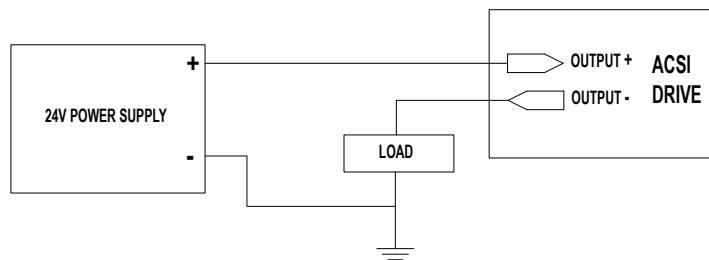 +
OUTPUT +
ACSI
DRIVE
24V POWER SUPPLY
OUTPUT -
LOAD
-